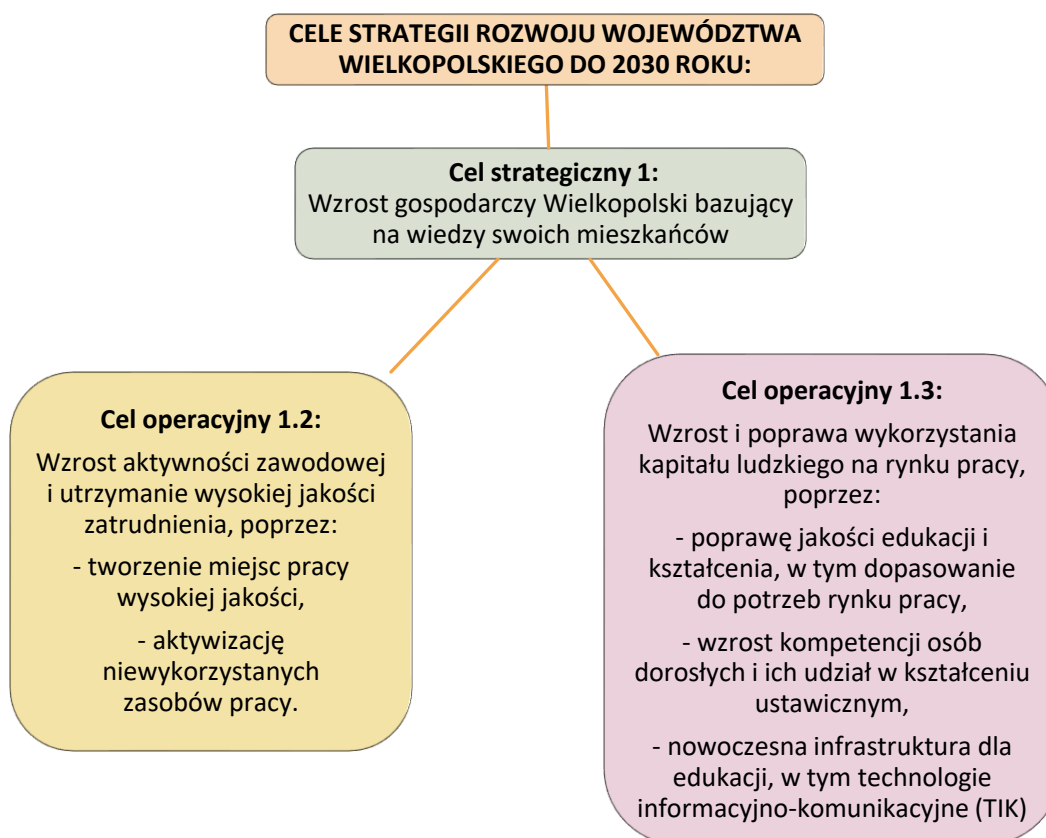 CELE STRATEGII ROZWOJU WOJEWÓDZTWA
WIELKOPOLSKIEGO DO 2030 ROKU:
Cel strategiczny 1:
Wzrost gospodarczy Wielkopolski bazujący
na wiedzy swoich mieszkańców
Cel operacyjny 1.2:
Wzrost aktywności zawodowej
i utrzymanie wysokiej jakości
zatrudnienia, poprzez:
- tworzenie miejsc pracy
wysokiej jakości,
- aktywizację
niewykorzystanych
zasobów pracy.
Cel operacyjny 1.3:
Wzrost i poprawa wykorzystania
kapitału ludzkiego na rynku pracy,
poprzez:
- poprawę jakości edukacji i
kształcenia, w tym dopasowanie
do potrzeb rynku pracy,
- wzrost kompetencji osób
dorosłych i ich udział w kształceniu
ustawicznym,
- nowoczesna infrastruktura dla
edukacji, w tym technologie
informacyjno-komunikacyjne (TIK)